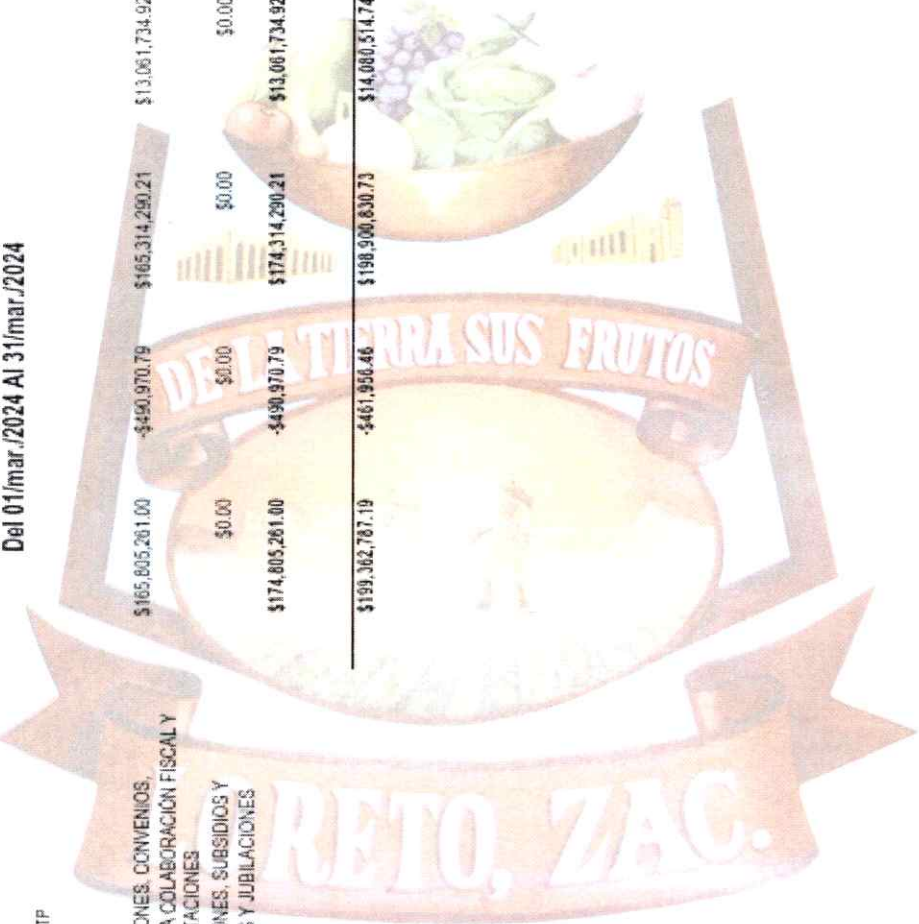 Del 01/mar./2024 Al 31/mar./2024
CONVENIOS, $165,805,261.00 -$490,970.79 $165,314,290.21 $13,061,734.92
COLABORACIÓN FISCAL Y
$0.00 $0.00 $0.00 $0.00
SUBSIDIOS Y
Y JUBILACIONES
$174,805,261.00 -$490,970.79 $174,314,290.21 $13,061,734.92
$199,362,787.19 -$461,956.46 $198,900,830.73 $14,080,514.74
DE LA TIERRA SUS FRUTOS
RETO, ZAC.